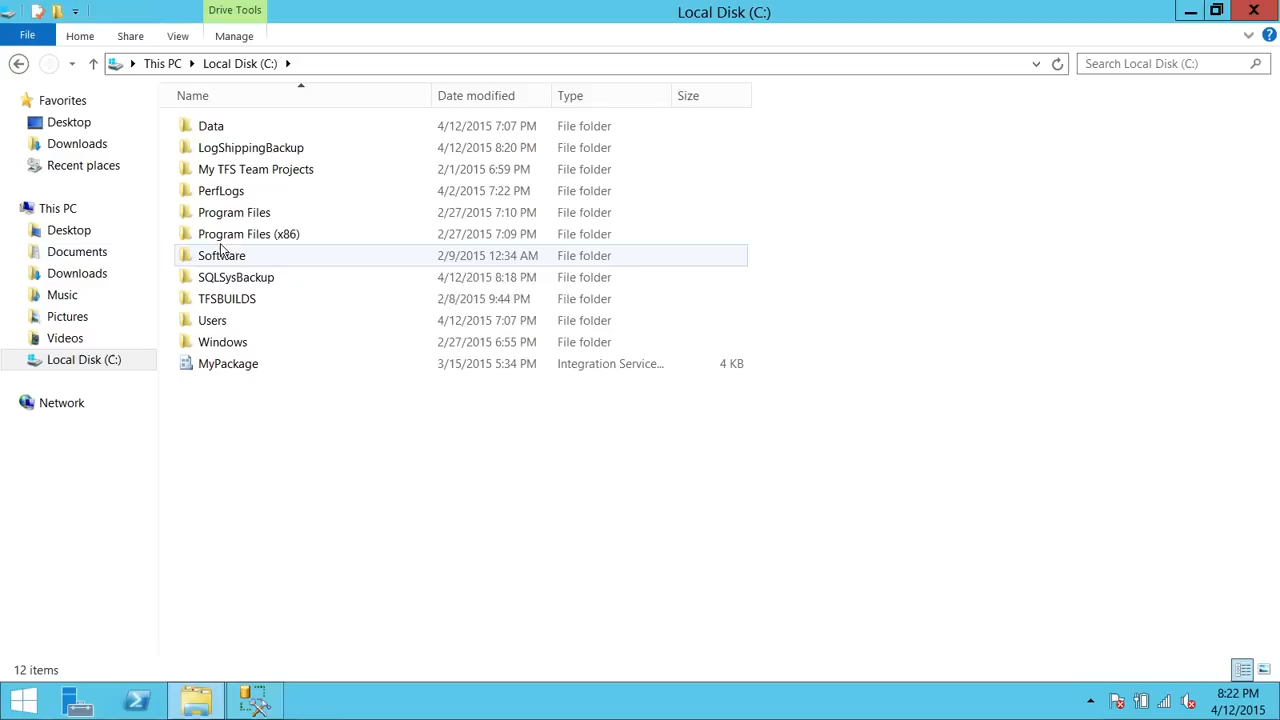 Drive Tools
Local Disk (C:)
File Home Share View Manage
This PC Local Disk (C:)
Search Local Disk (C:)
Name Date modified Type Size
Favorites
Desktop
Downloads
Recent places
This PC
Desktop
Documents
Downloads
Music
Pictures
Videos
Local Disk (C:)
Network
Data 4/12/2015 7:07 PM File folder
LogShippingBackup 4/12/2015 8:20 PM File folder
My TFS Team Projects 2/1/2015 6:59 PM File folder
PerfLogs 4/2/2015 7:22 PM File folder
Program Files 2/27/2015 7:10 PM File folder
Program Files (x86) 2/27/2015 7:09 PM File folder
Software 2/9/2015 12:34 AM File folder
SQLSysBackup 4/12/2015 8:18 PM File folder
TFSBUILDS 2/8/2015 9:44 PM File folder
Users 4/12/2015 7:07 PM File folder
Windows 2/27/2015 6:55 PM File folder
MyPackage 3/15/2015 5:34 PM Integration Service... 4 KB
12 items
8:22 PM
4/12/2015